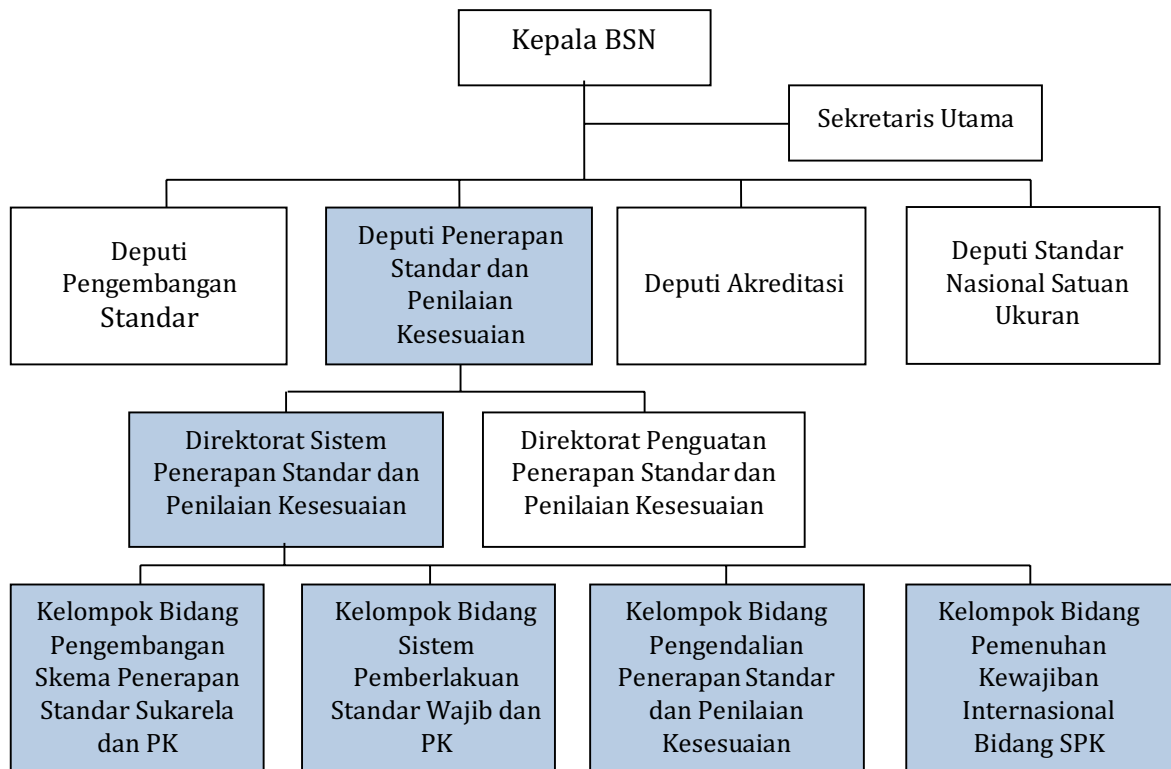 Kepala BSN
Sekretaris Utama
Deputi
Pengembangan
Standar
Deputi Penerapan
Standar dan
Penilaian
Kesesuaian
Deputi Akreditasi
Deputi Standar
Nasional Satuan
Ukuran
Direktorat Sistem
Penerapan Standar dan
Penilaian Kesesuaian
Direktorat Penguatan
Penerapan Standar dan
Penilaian Kesesuaian
Kelompok Bidang
Pengembangan
Skema Penerapan
Standar Sukarela
dan PK
Kelompok Bidang
Sistem
Pemberlakuan
Standar Wajib dan
PK
Kelompok Bidang
Pengendalian
Penerapan Standar
dan Penilaian
Kesesuaian
Kelompok Bidang
Pemenuhan
Kewajiban
Internasional
Bidang SPK